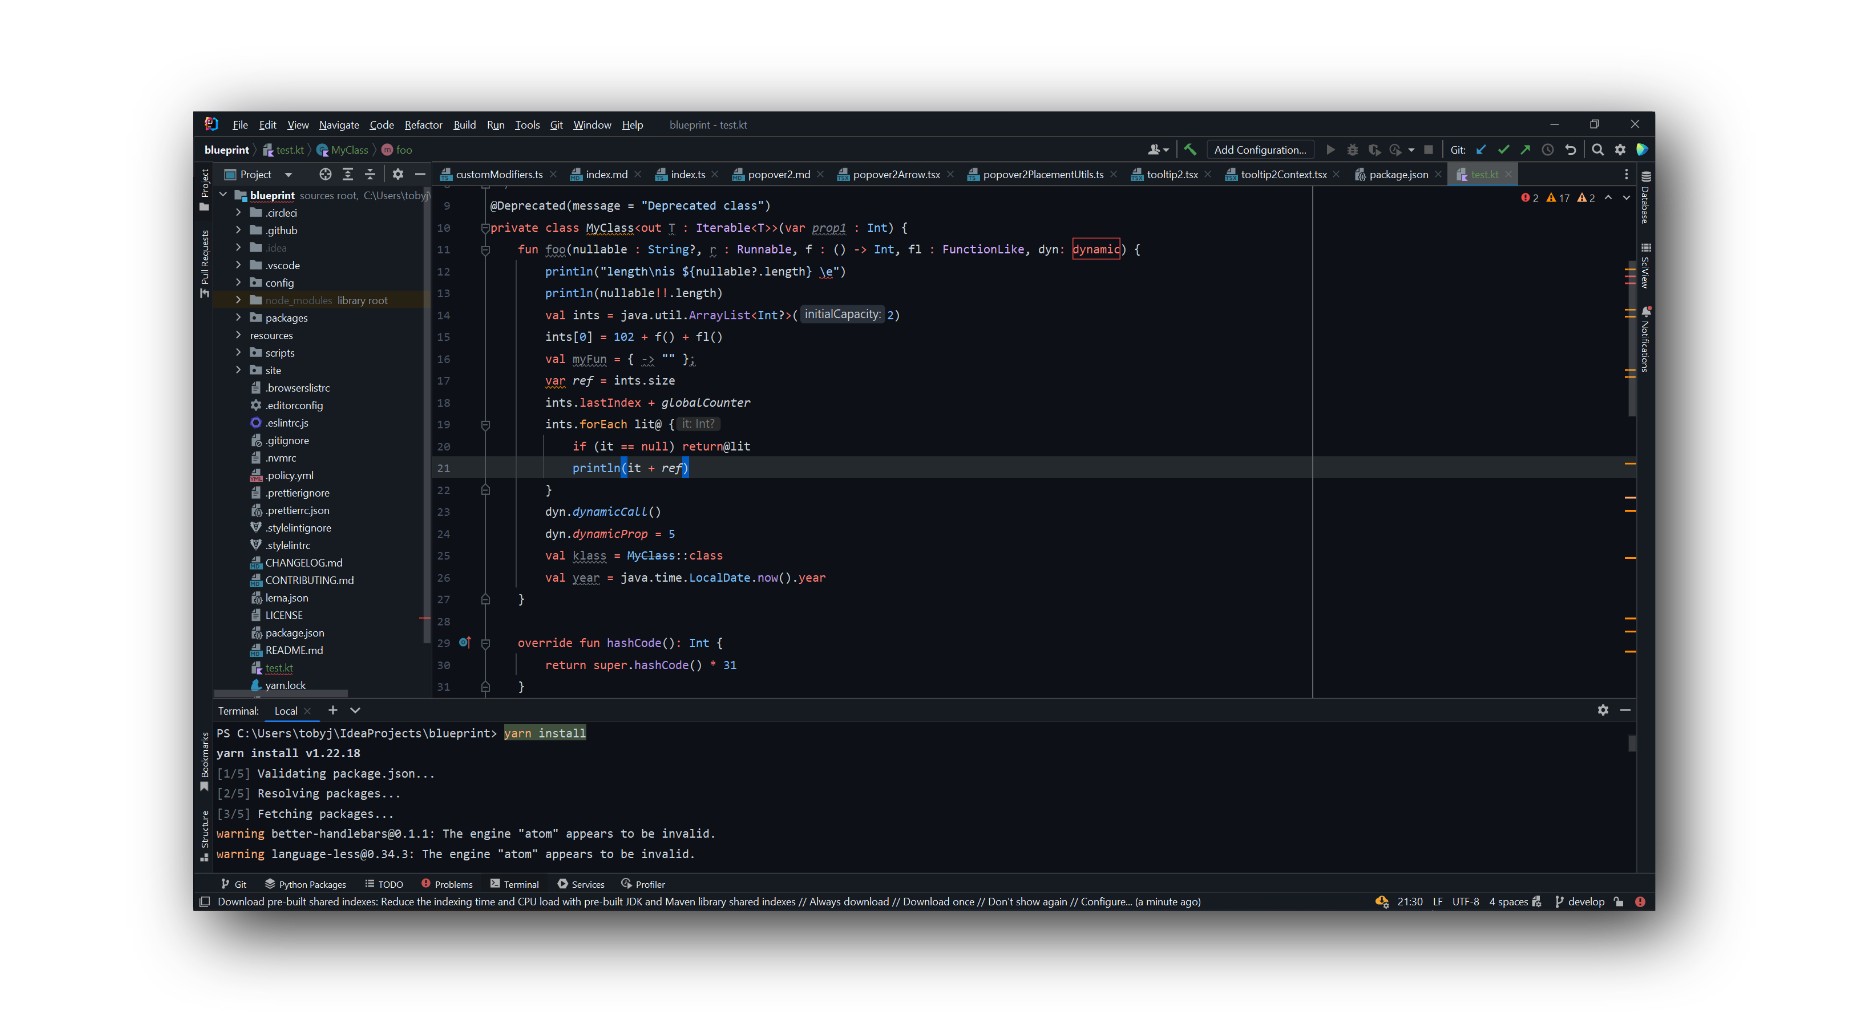 File Edit View Navigate Code Refactor Build Run Tools Git Window Help blueprint - test.kt
blueprint test.kt MyClass foo Add Configuration... Git:
Project
customModifiers.ts index.md index.ts popover2.md popover2Arrow.tsx popover2PlacementUtils.ts tooltip2.tsx tooltip2Context.tsx package.json test.kt
Project
Pull Requests
Bookmarks
Structure
blueprint sources root, C:\Users\tobyj\
.circleci
.github
.idea
.vscode
config
node_modules library root
packages
resources
scripts
site
.browserslistrc
.editorconfig
.eslintrc.js
.gitignore
.nvmrc
.policy.yml
.prettierignore
.prettierrc.json
.stylelintignore
.stylelintrc
CHANGELOG.md
CONTRIBUTING.md
lerna.json
LICENSE
package.json
README.md
test.kt
yarn.lock
2 17 2
9 @Deprecated(message = "Deprecated class")
10 private class MyClass<out T : Iterable<T>>(var prop1 : Int) {
11 fun foo(nullable : String?, r : Runnable, f : () -> Int, fl : FunctionLike, dyn: dynamic) {
12 println("length\nis ${nullable?.length} \e")
13 println(nullable!!.length)
14 val ints = java.util.ArrayList<Int?>( initialCapacity: 2)
15 ints[0] = 102 + f() + fl()
16 val myFun = { -> "" };
17 var ref = ints.size
18 ints.lastIndex + globalCounter
19 ints.forEach lit@ { it: Int?
20 if (it == null) return@lit
21 println(it + ref)
22 }
23 dyn.dynamicCall()
24 dyn.dynamicProp = 5
25 val klass = MyClass::class
26 val year = java.time.LocalDate.now().year
27 }
28
29 override fun hashCode(): Int {
30 return super.hashCode() * 31
31 }
Database
SciView
Notifications
Terminal: Local
PS C:\Users\tobyj\IdeaProjects\blueprint> yarn install
yarn install v1.22.18
[1/5] Validating package.json...
[2/5] Resolving packages...
[3/5] Fetching packages...
warning better-handlebars@0.1.1: The engine "atom" appears to be invalid.
warning language-less@0.34.3: The engine "atom" appears to be invalid.
Git Python Packages TODO Problems Terminal Services Profiler
Download pre-built shared indexes: Reduce the indexing time and CPU load with pre-built JDK and Maven library shared indexes // Always download // Download once // Don't show again // Configure... (a minute ago) 21:30 LF UTF-8 4 spaces develop